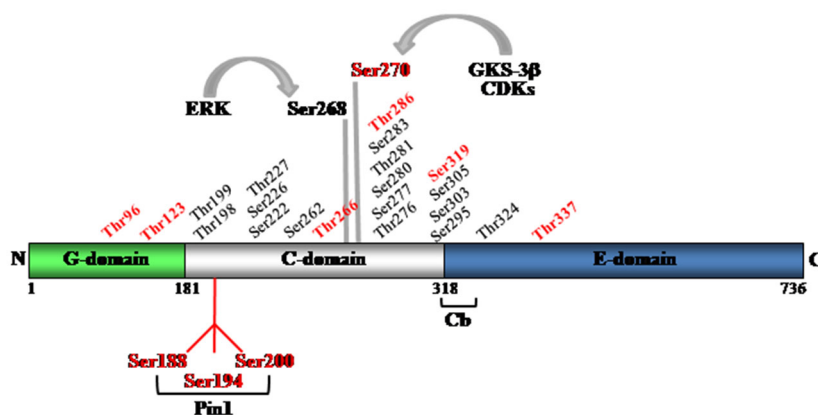 Ser270
GKS-3β
CDKs
ERK
Ser268
Thr286
Ser283
Thr281
Ser280
Ser277
Thr276
Ser319
Ser305
Ser303
Ser295
Thr227
Ser226
Ser222
Thr199
Thr198
Ser262
Thr266
Thr96
Thr123
Thr324
Thr337
N
G-domain
C-domain
E-domain
C
1
181
318
736
Cb
Ser188
Ser200
Ser194
Pin1